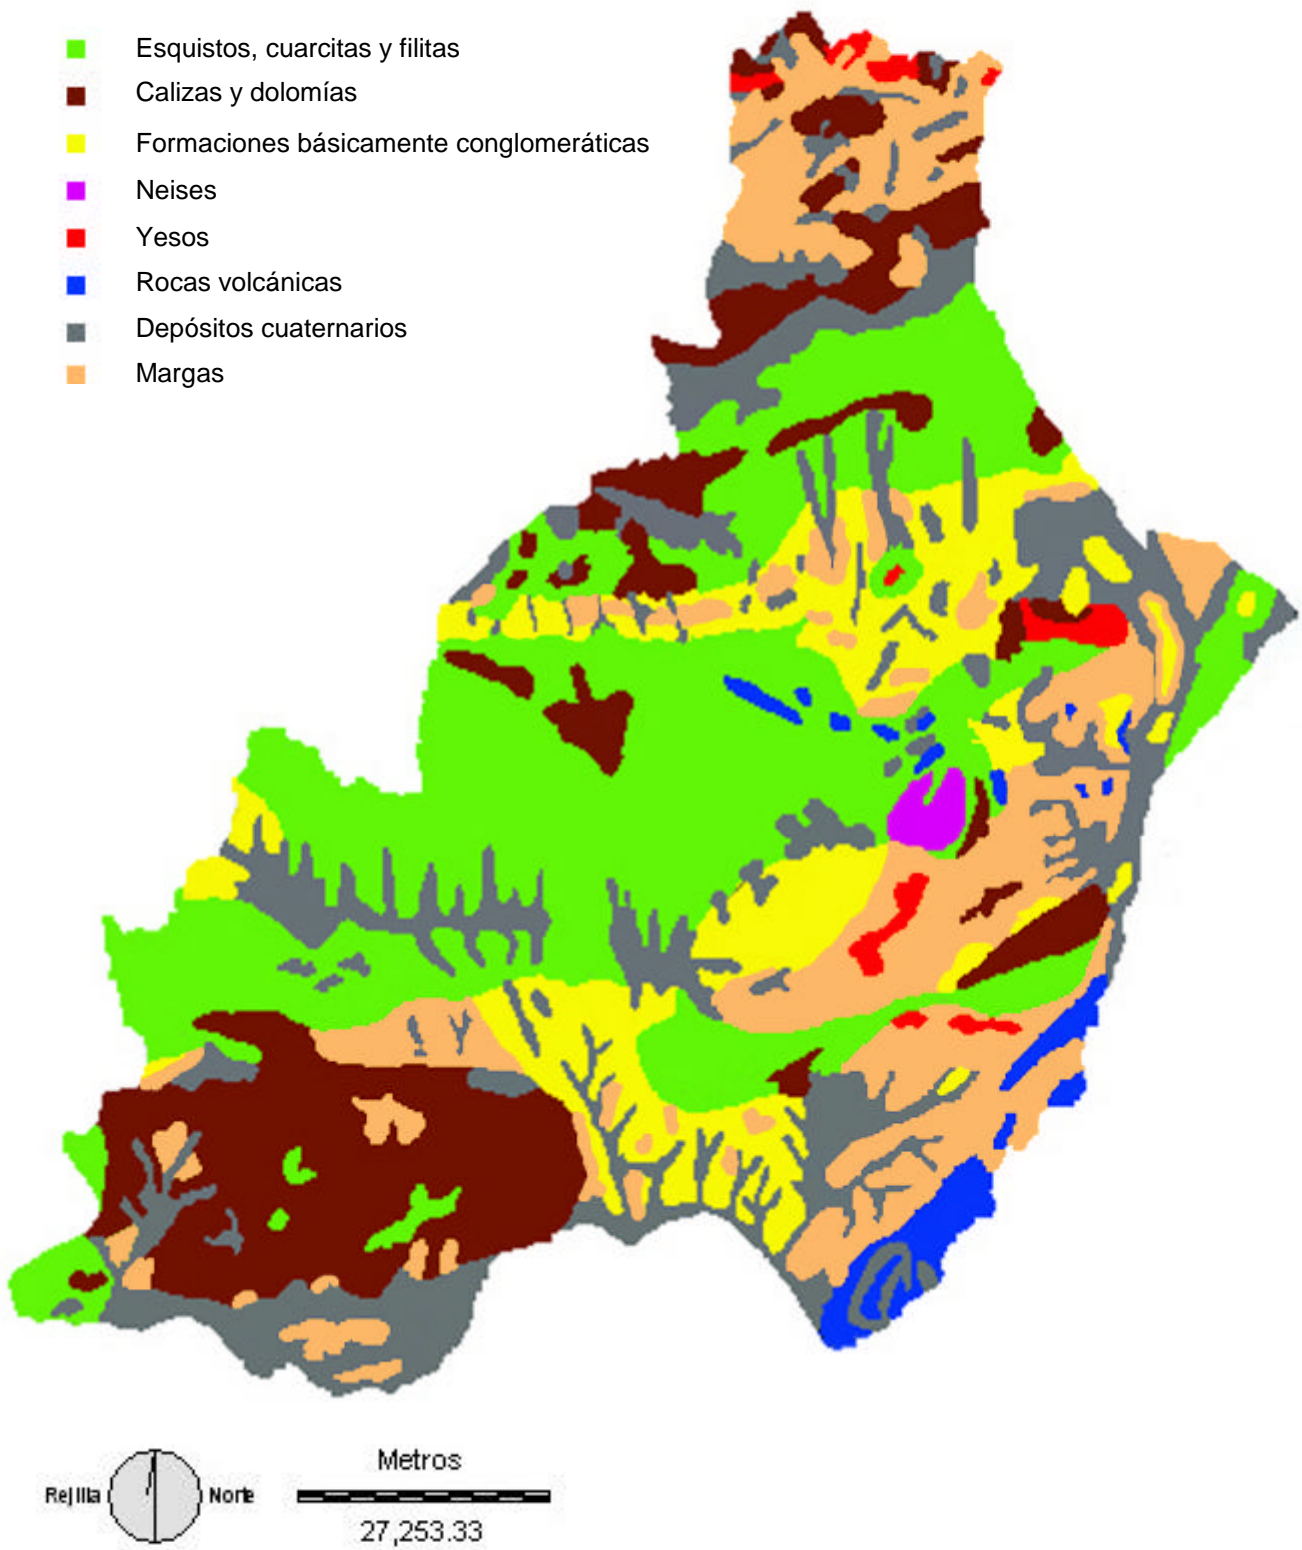 Esquistos, cuarcitas y filitas
Calizas y dolomías
Formaciones básicamente conglomeráticas
Neises
Yesos
Rocas volcánicas
Depósitos cuaternarios
Margas
Rejilla Norte
Metros
27,253.33